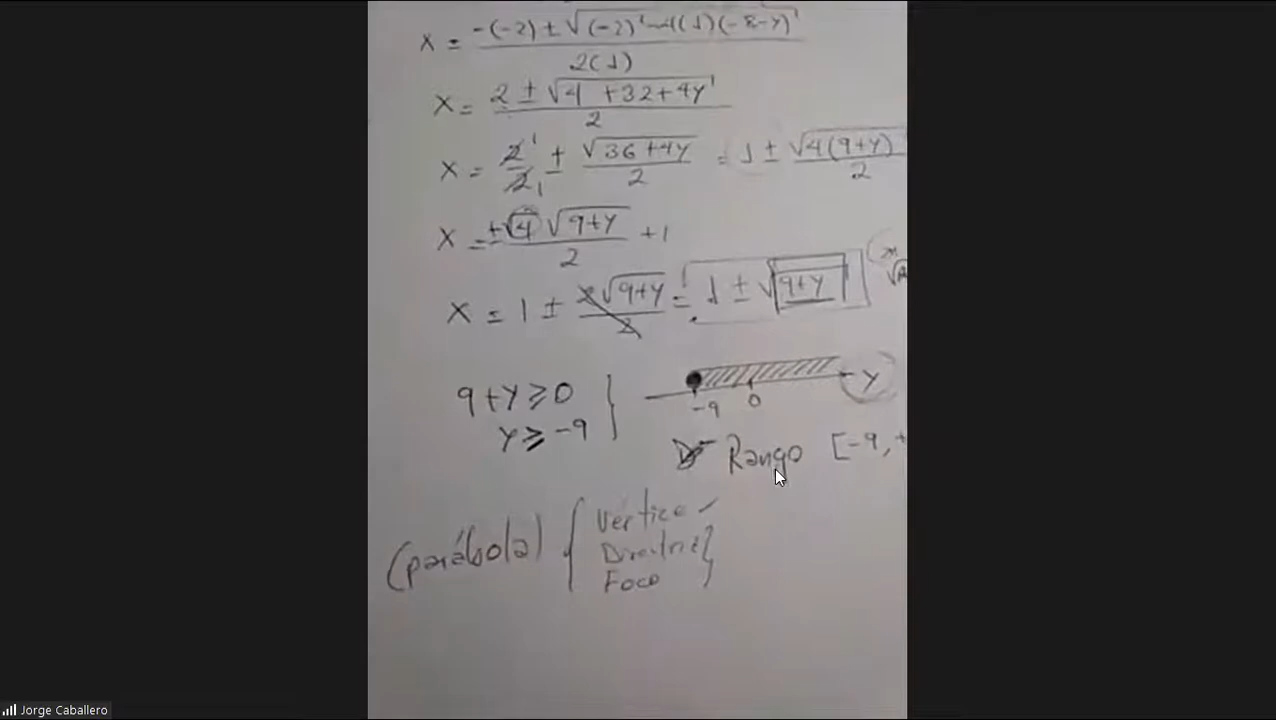 x = -(-2) ± √(-2)² - 4(1)(-8-y) / 2(1)
x = 2 ± √4 + 32 + 4y / 2
x = 2/2 ± √36 + 4y / 2 = 1 ± √4(9+y) / 2
x = ± √4 √9+y / 2 + 1
x = 1 ± 2√9+y / 2 = 1 ± √9+y
9+y ≥ 0
y ≥ -9
-9 0 y
Rango [-9, +
(parábola) { Vértice
Directriz
Foco
Jorge Caballero